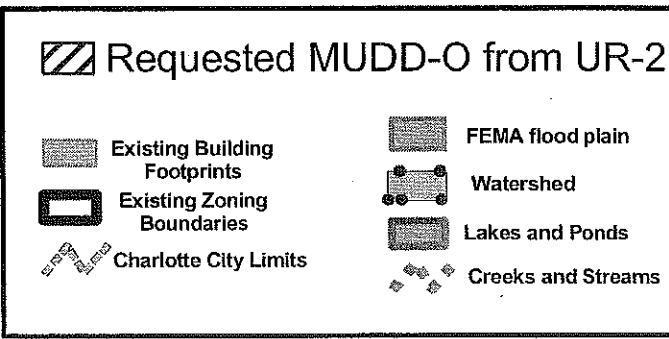 Requested MUDD-O from UR-2
Existing Building
Footprints
Existing Zoning
Boundaries
Charlotte City Limits
FEMA flood plain
Watershed
Lakes and Ponds
Creeks and Streams